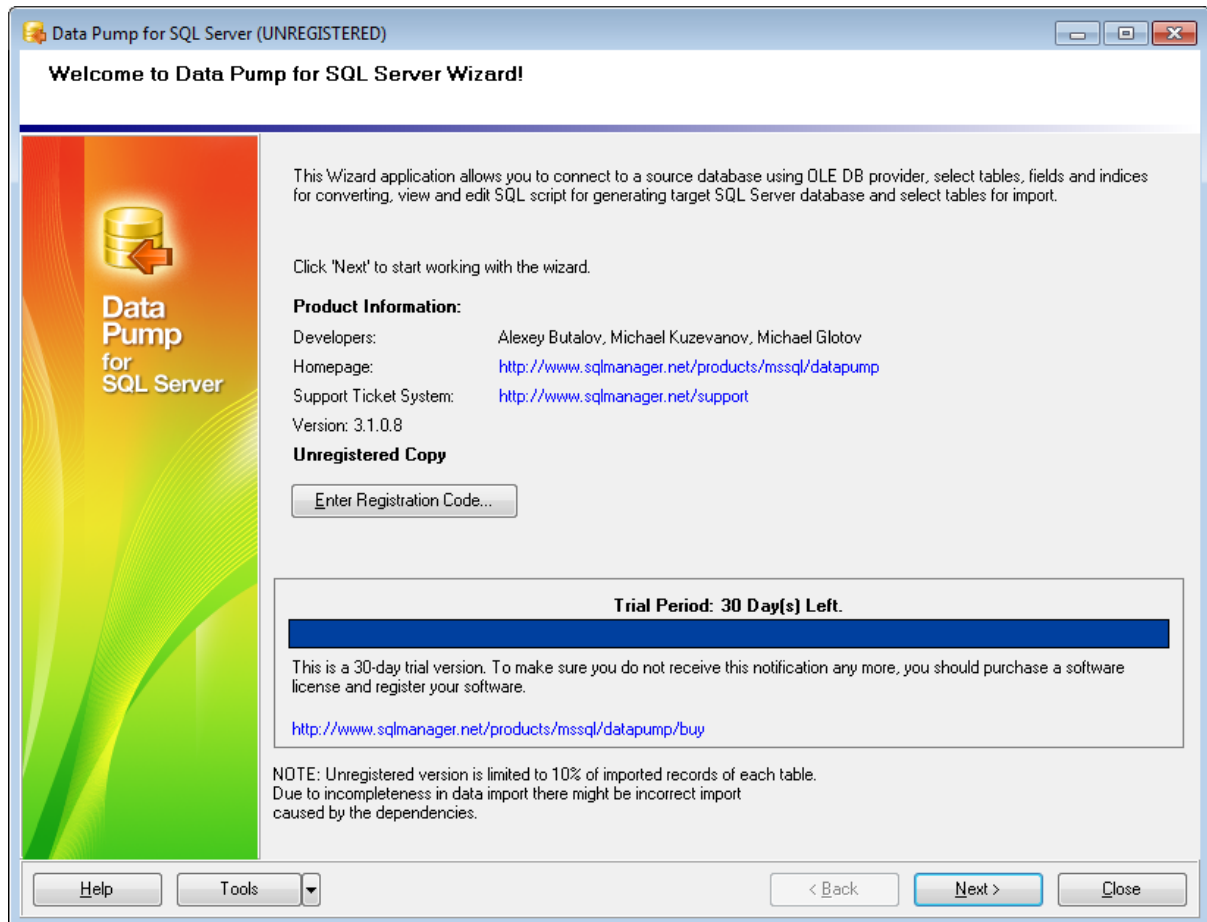 Data Pump for SQL Server (UNREGISTERED)
Welcome to Data Pump for SQL Server Wizard!
Data
Pump
for
SQL Server
This Wizard application allows you to connect to a source database using OLE DB provider, select tables, fields and indices
for converting, view and edit SQL script for generating target SQL Server database and select tables for import.
Click 'Next' to start working with the wizard.
Product Information:
Developers: Alexey Butalov, Michael Kuzevanov, Michael Glotov
Homepage: http://www.sqlmanager.net/products/mssql/datapump
Support Ticket System: http://www.sqlmanager.net/support
Version: 3.1.0.8
Unregistered Copy
Enter Registration Code...
Trial Period: 30 Day(s) Left.
This is a 30-day trial version. To make sure you do not receive this notification any more, you should purchase a software
license and register your software.
http://www.sqlmanager.net/products/mssql/datapump/buy
NOTE: Unregistered version is limited to 10% of imported records of each table.
Due to incompleteness in data import there might be incorrect import
caused by the dependencies.
Help Tools < Back Next > Close